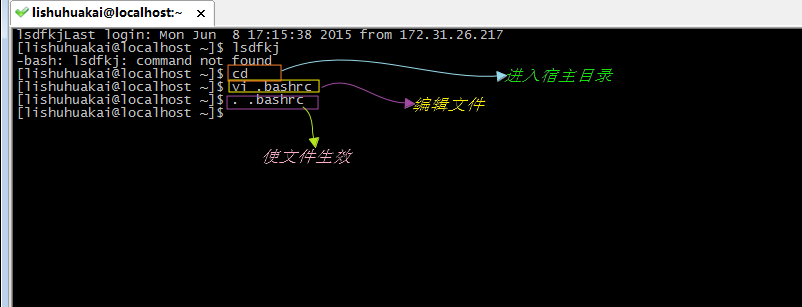 lishuhuakai@localhost:~ ×
lsdfkjLast login: Mon Jun  8 17:15:38 2015 from 172.31.26.217
[lishuhuakai@localhost ~]$ lsdfkj
-bash: lsdfkj: command not found
[lishuhuakai@localhost ~]$ cd
进入宿主目录
[lishuhuakai@localhost ~]$ vi .bashrc
[lishuhuakai@localhost ~]$ . .bashrc
编辑文件
[lishuhuakai@localhost ~]$
使文件生效